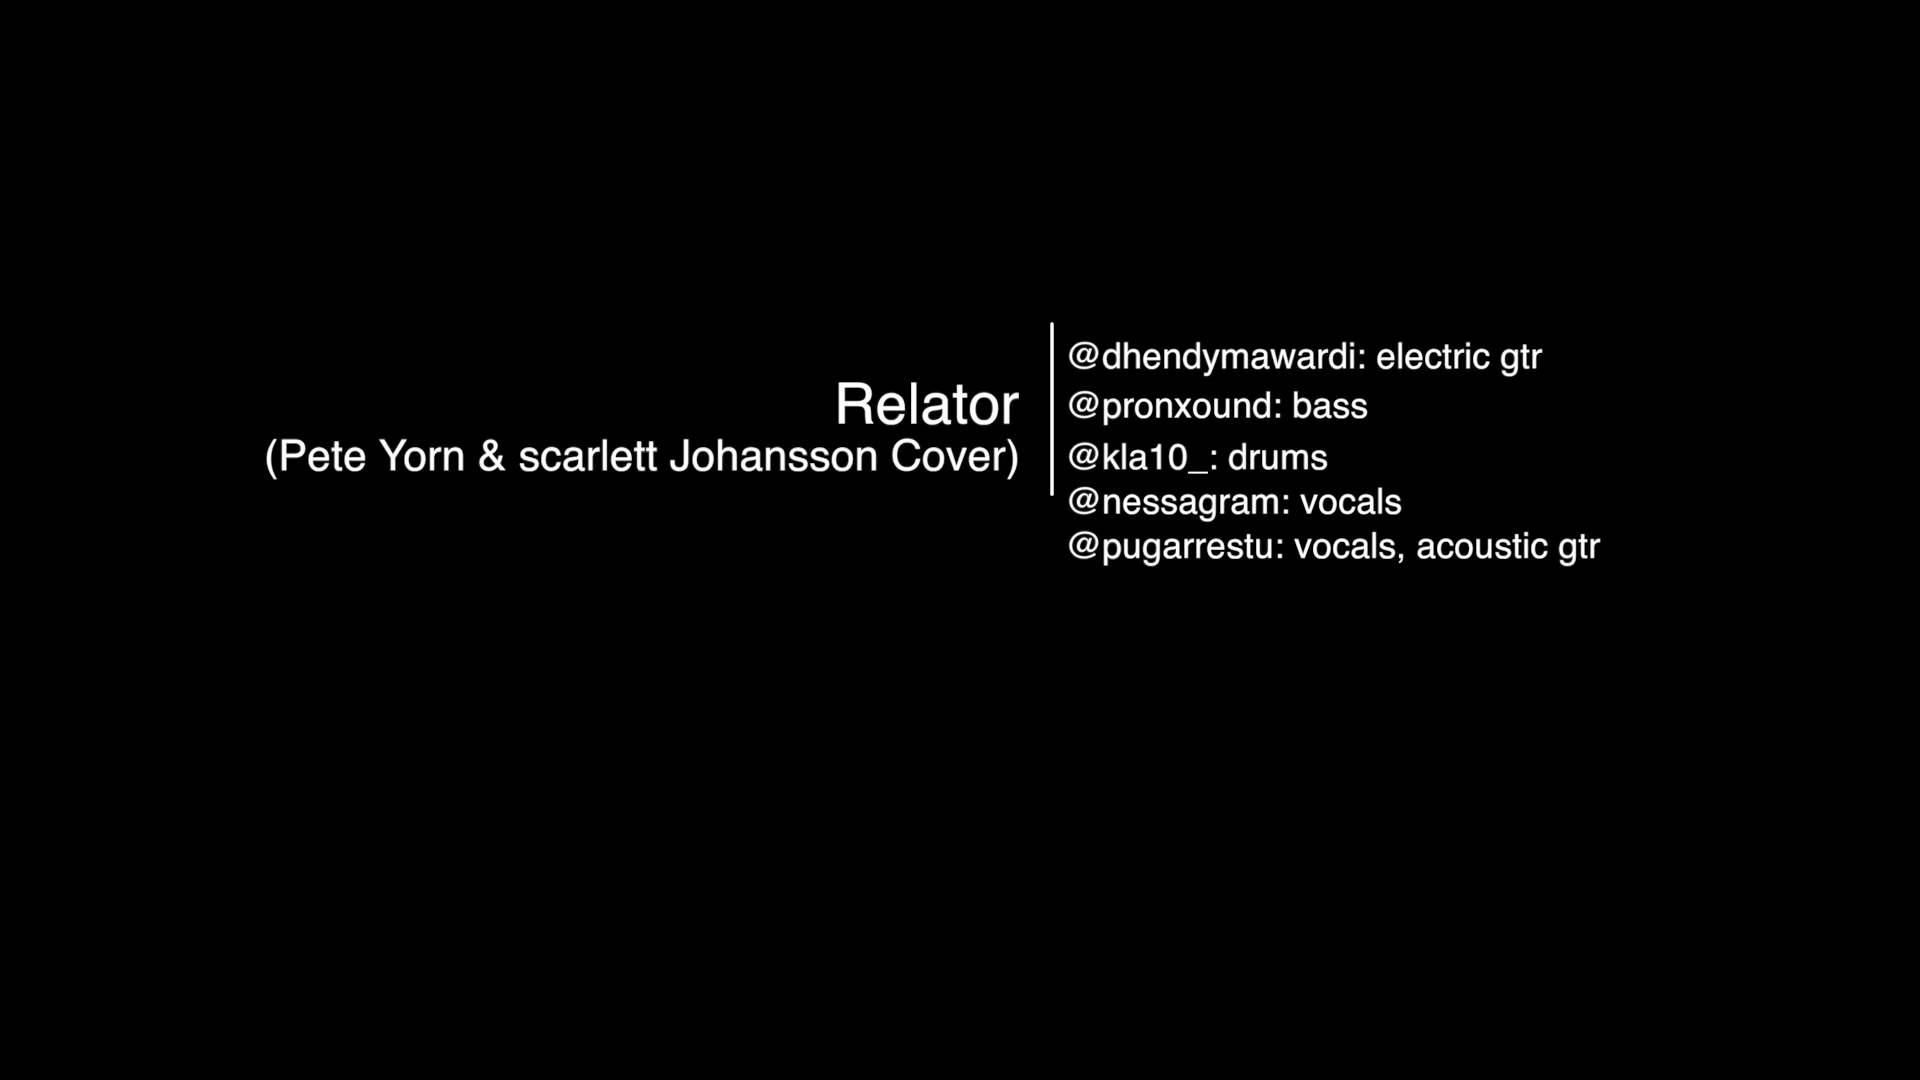 Relator
(Pete Yorn & scarlett Johansson Cover)
@dhendymawardi: electric gtr
@pronxound: bass
@kla10_: drums
@nessagram: vocals
@pugarrestu: vocals, acoustic gtr